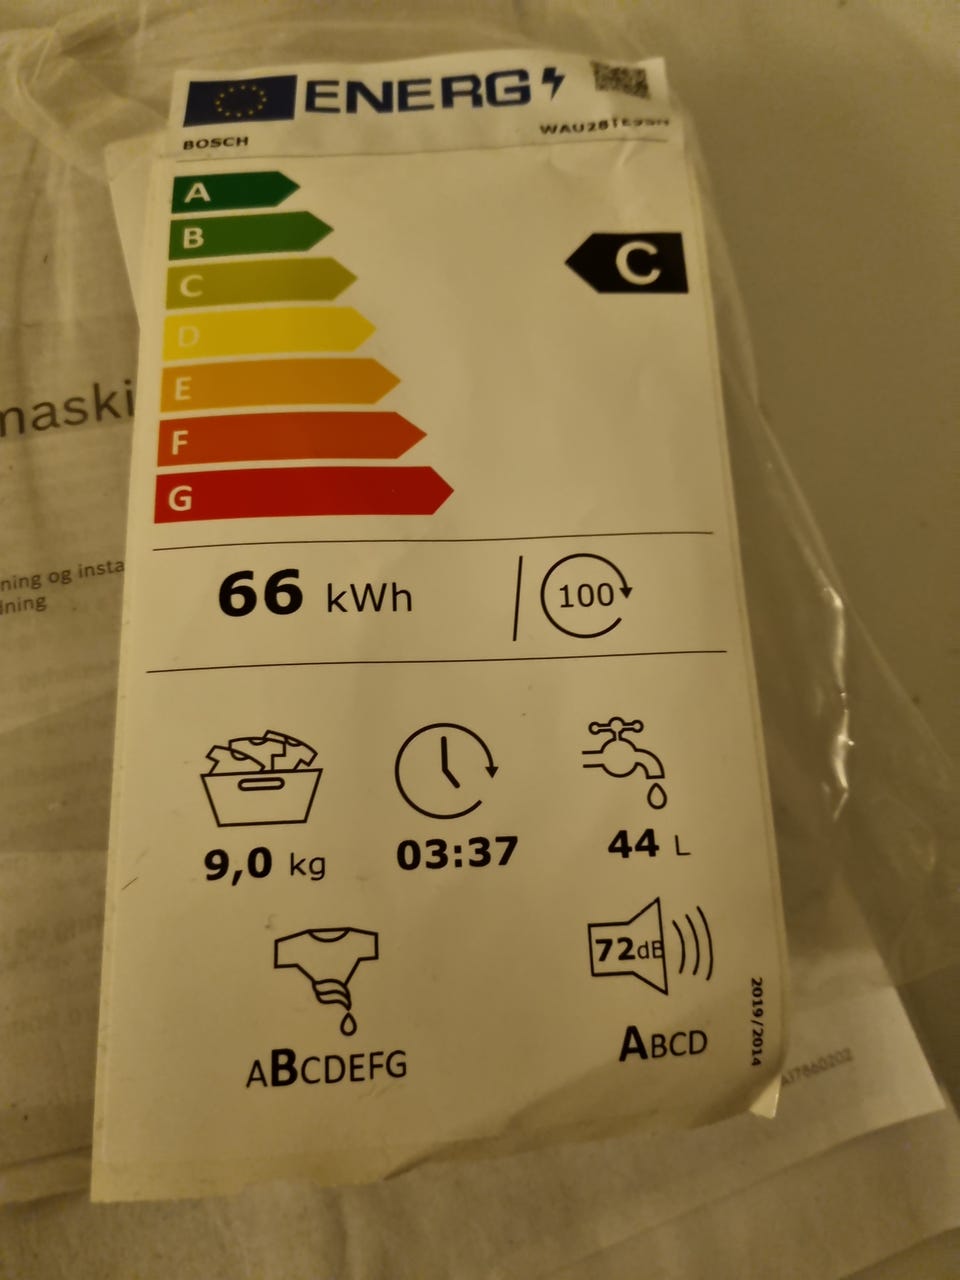 ENERG
BOSCH
A
B
C
C
D
E
F
G
maski
ning og insta
dning
66 kWh
100
9,0 kg
03:37
44 L
72dB
ABCDEFG
ABCD
2019/2014